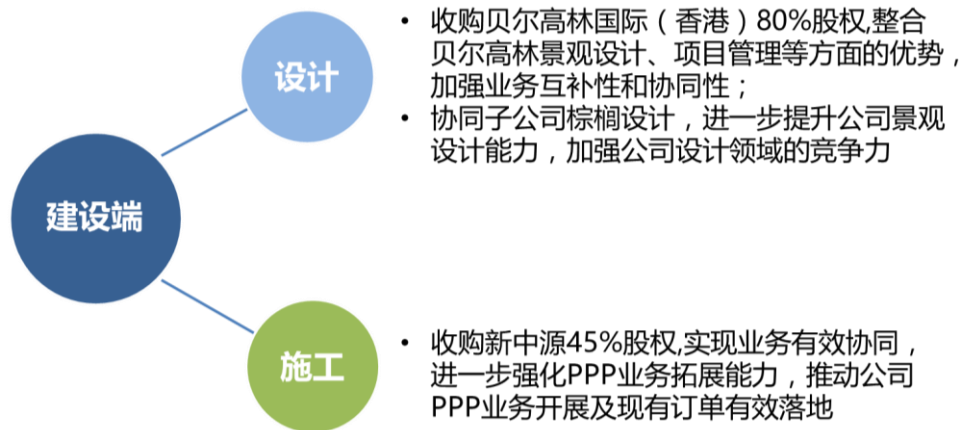 建设端
设计
• 收购贝尔高林国际（香港）80%股权,整合
贝尔高林景观设计、项目管理等方面的优势，
加强业务互补性和协同性；
• 协同子公司棕榈设计，进一步提升公司景观
设计能力，加强公司设计领域的竞争力
施工
• 收购新中源45%股权,实现业务有效协同，
进一步强化PPP业务拓展能力，推动公司
PPP业务开展及现有订单有效落地